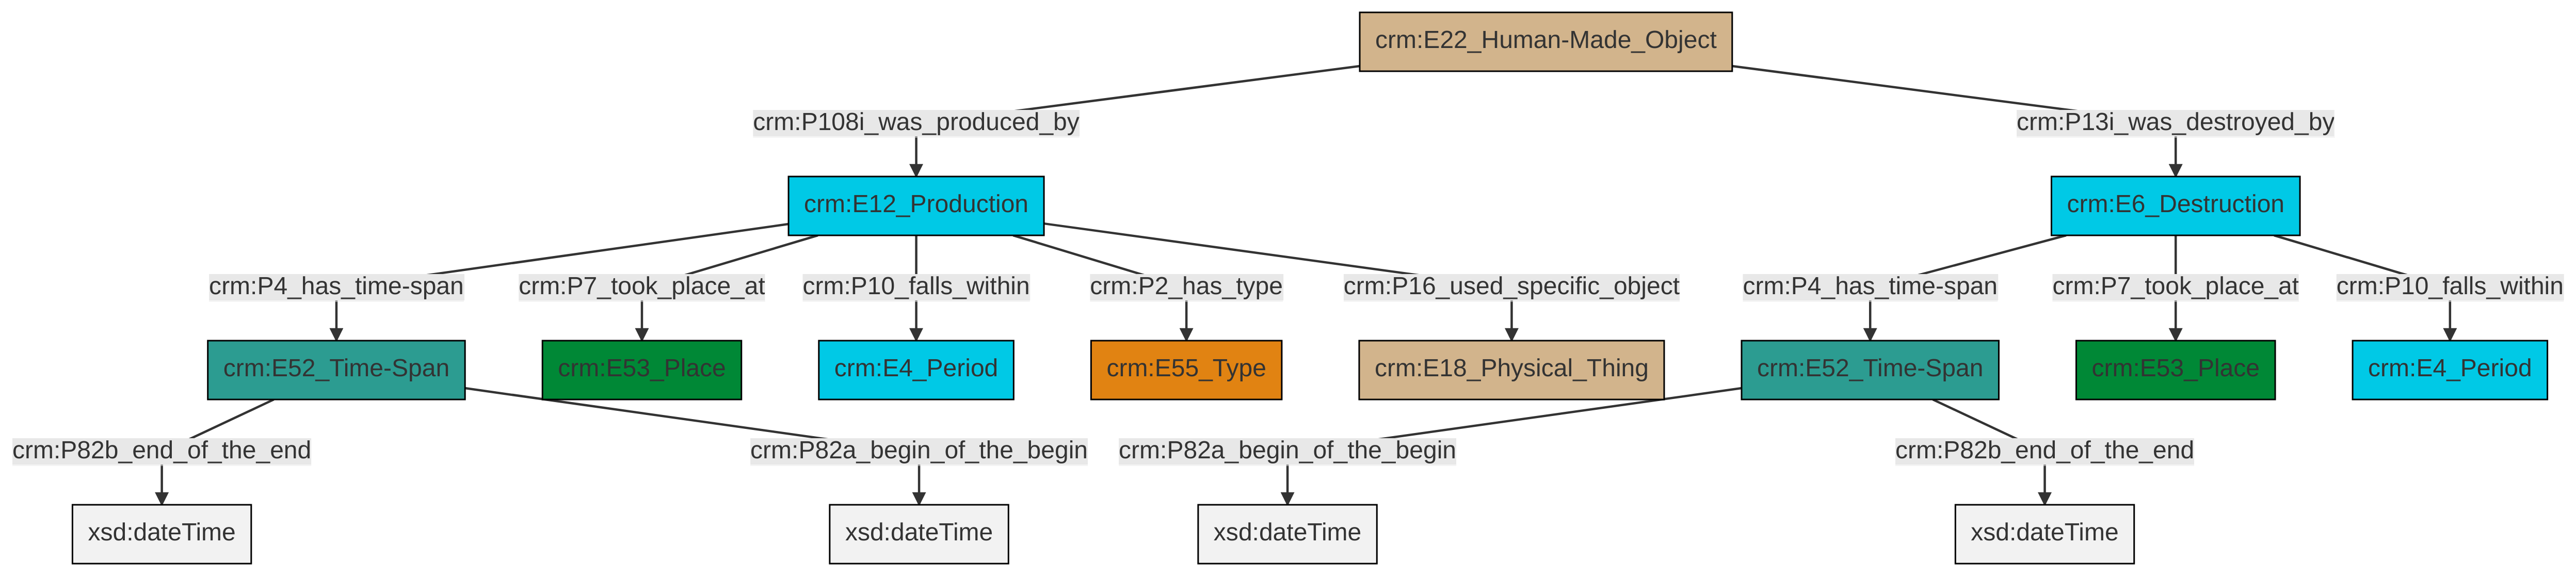 crm:E22_Human-Made_Object
crm:P108i_was_produced_by
crm:P13i_was_destroyed_by
crm:E12_Production
crm:E6_Destruction
crm:P4_has_time-span
crm:P7_took_place_at
crm:P10_falls_within
crm:P2_has_type
crm:P16_used_specific_object
crm:P4_has_time-span
crm:P7_took_place_at
crm:P10_falls_within
crm:E52_Time-Span
crm:E53_Place
crm:E4_Period
crm:E55_Type
crm:E18_Physical_Thing
crm:E52_Time-Span
crm:E53_Place
crm:E4_Period
crm:P82b_end_of_the_end
crm:P82a_begin_of_the_begin
crm:P82a_begin_of_the_begin
crm:P82b_end_of_the_end
xsd:dateTime
xsd:dateTime
xsd:dateTime
xsd:dateTime